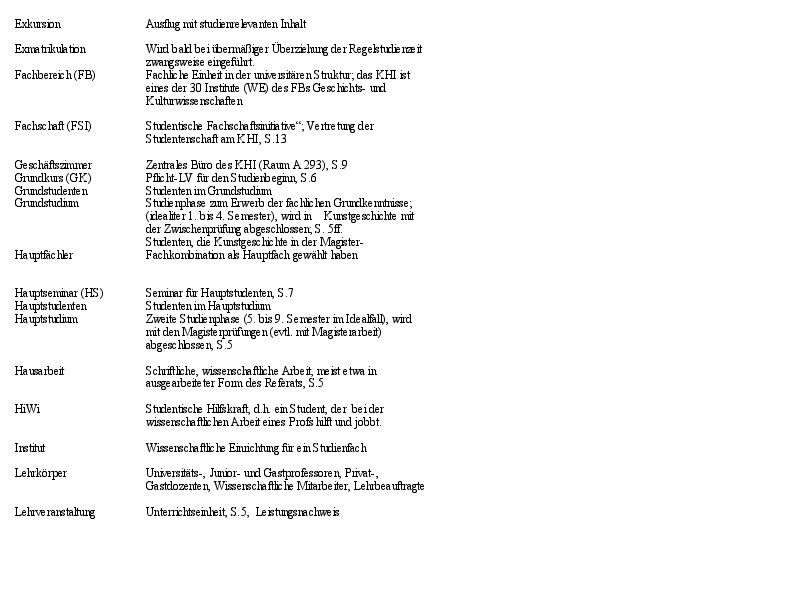 Exkursion Ausflug mit studienrelevanten Inhalt
Exmatrikulation Wird bald bei übermäßiger Überziehung der Regelstudienzeit
zwangsweise eingeführt.
Fachbereich (FB) Fachliche Einheit in der universitären Struktur; das KHI ist
eines der 30 Institute (WE) des FBs Geschichts- und
Kulturwissenschaften
Fachschaft (FSI) Studentische Fachschaftsinitiative“; Vertretung der
Studentenschaft am KHI, S.13
Geschäftszimmer Zentrales Büro des KHI (Raum A 293), S.9
Grundkurs (GK) Pflicht-LV für den Studienbeginn, S.6
Grundstudenten Studenten im Grundstudium
Grundstudium Studienphase zum Erwerb der fachlichen Grundkenntnisse;
(idealiter 1. bis 4. Semester), wird in Kunstgeschichte mit
der Zwischenprüfung abgeschlossen; S. 5ff.
Studenten, die Kunstgeschichte in der Magister-
Hauptfächler Fachkombination als Hauptfach gewählt haben
Hauptseminar (HS) Seminar für Hauptstudenten, S.7
Hauptstudenten Studenten im Hauptstudium
Hauptstudium Zweite Studienphase (5. bis 9. Semester im Idealfall), wird
mit den Magisterprüfungen (evtl. mit Magisterarbeit)
abgeschlossen, S.5
Hausarbeit Schriftliche, wissenschaftliche Arbeit, meist etwa in
ausgearbeiteter Form des Referats, S.5
HiWi Studentische Hilfskraft, d.h. ein Student, der bei der
wissenschaftlichen Arbeit eines Profs hilft und jobbt.
Institut Wissenschaftliche Einrichtung für ein Studienfach
Lehrkörper Universitäts-, Junior- und Gastprofessoren, Privat-,
Gastdozenten, Wissenschaftliche Mitarbeiter, Lehrbeauftragte
Lehrveranstaltung Unterrichtseinheit, S.5, Leistungsnachweis